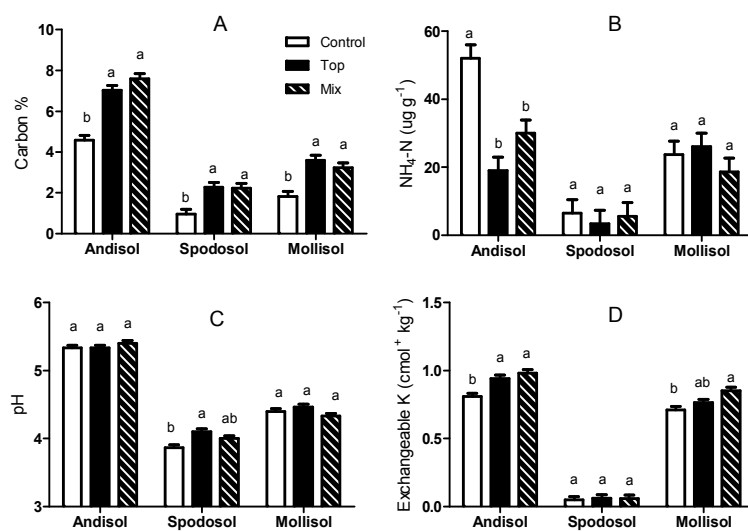 A
Control
Top
Mix
Carbon %
8
6
4
2
0
b
a
a
b
a
a
b
a
a
Andisol Spodosol Mollisol
B
NH4-N (ug g-1)
60
40
20
0
a
b
b
a
a
a
a
a
a
Andisol Spodosol Mollisol
C
pH
6
5
4
3
a
a
a
b
a
ab
a
a
a
Andisol Spodosol Mollisol
D
Exchangeable K (cmol+ kg-1)
1.5
1.0
0.5
0.0
b
a
a
a
a
a
b
ab
a
Andisol Spodosol Mollisol